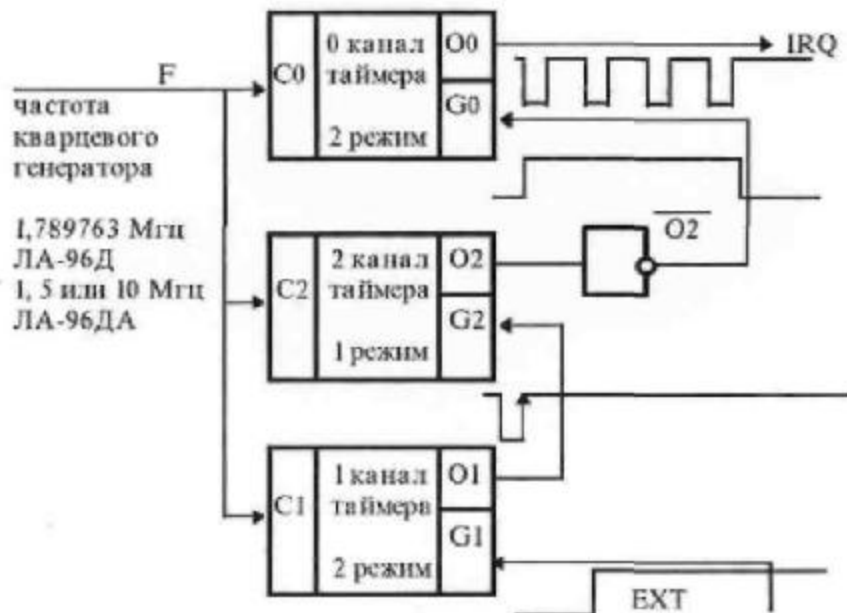 F
частота
кварцевого
генератора
1,789763 Мгц
ЛА-96Д
1, 5 или 10 Мгц
ЛА-96ДА
C0
0 канал
таймера
2 режим
O0
G0
IRQ
C2
2 канал
таймера
1 режим
O2
G2
O2
C1
1 канал
таймера
2 режим
O1
G1
EXT